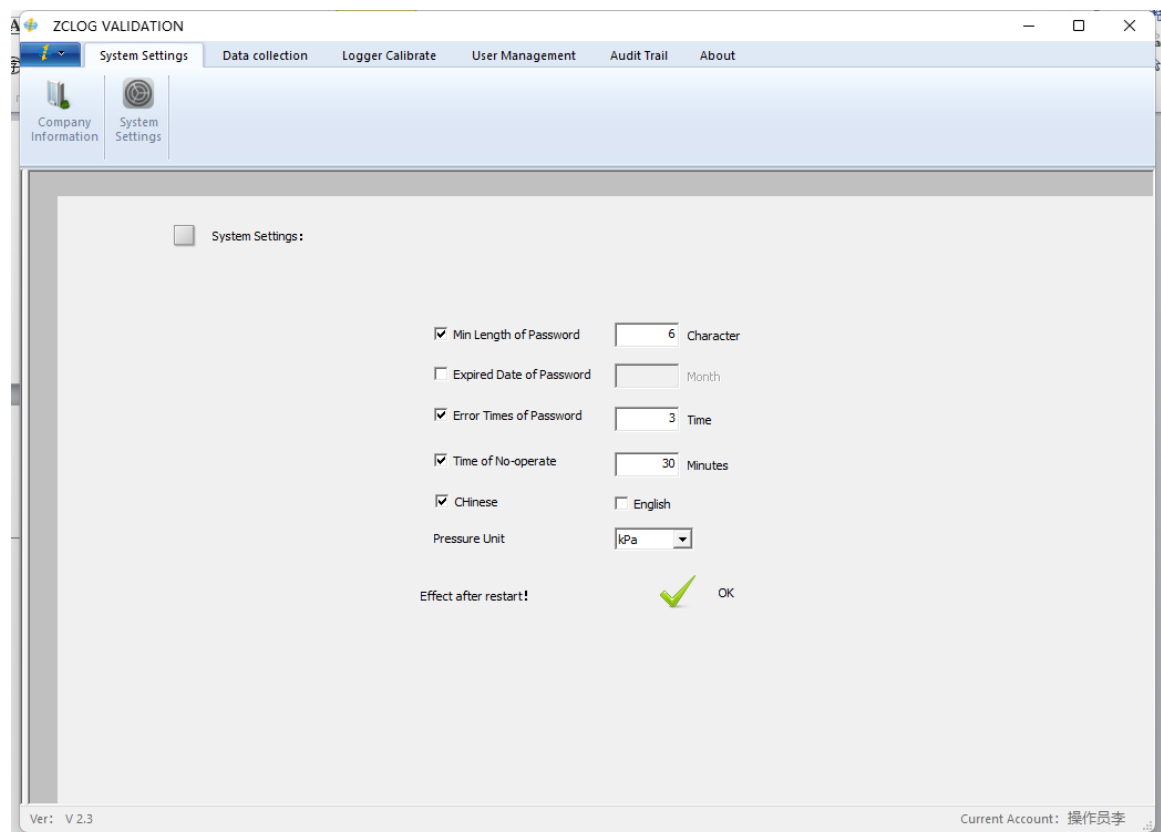 ZCLOG VALIDATION
System Settings Data collection Logger Calibrate User Management Audit Trail About
Company Information
System Settings
System Settings:
Min Length of Password 6 Character
Expired Date of Password Month
Error Times of Password 3 Time
Time of No-operate 30 Minutes
CHinese English
Pressure Unit kPa
Effect after restart! OK
Ver: V 2.3 Current Account: 操作员李